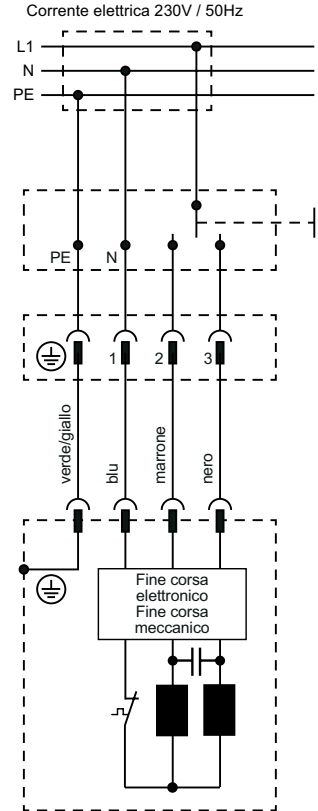 Corrente elettrica 230V / 50Hz
L1
N
PE
PE N
1 2 3
verde/giallo
blu
marrone
nero
Fine corsa
elettronico
Fine corsa
meccanico